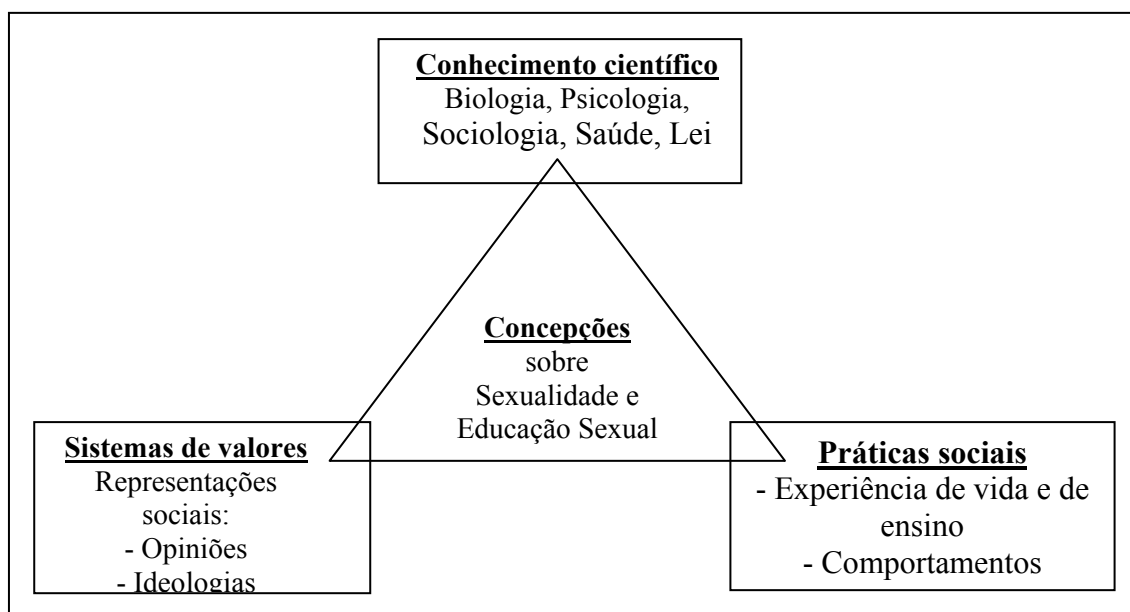 Conhecimento científico
Biologia, Psicologia,
Sociologia, Saúde, Lei
Concepções
sobre
Sexualidade e
Educação Sexual
Sistemas de valores
Representações
sociais:
- Opiniões
- Ideologias
Práticas sociais
- Experiência de vida e de
ensino
- Comportamentos